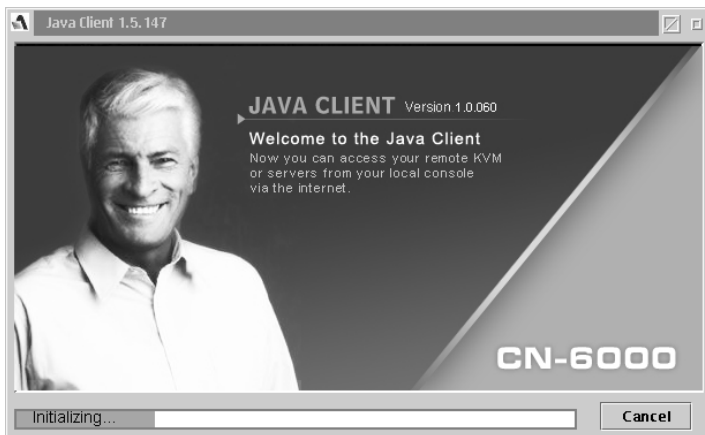 Java Client 1.5.147
JAVA CLIENT Version 1.0.060
Welcome to the Java Client
Now you can access your remote KVM
or servers from your local console
via the internet.
CN-6000
Initializing...
Cancel